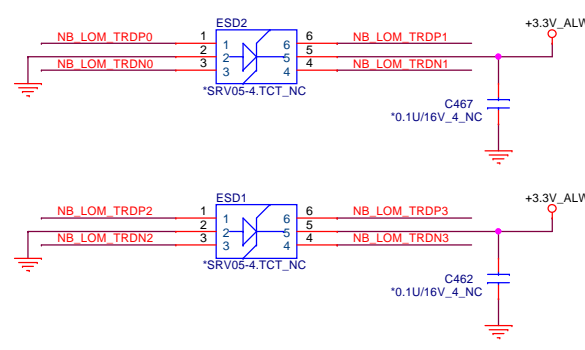 ESD2
+3.3V_ALW
NB_LOM_TRDP0 1 1 6 6 NB_LOM_TRDP1
2 2 5 5
NB_LOM_TRDN0 3 3 4 4 NB_LOM_TRDN1
*SRV05-4.TCT_NC
C467
*0.1U/16V_4_NC
ESD1
+3.3V_ALW
NB_LOM_TRDP2 1 1 6 6 NB_LOM_TRDP3
2 2 5 5
NB_LOM_TRDN2 3 3 4 4 NB_LOM_TRDN3
*SRV05-4.TCT_NC
C462
*0.1U/16V_4_NC